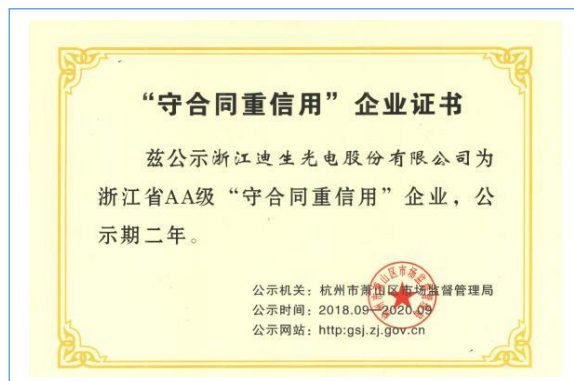 “守合同重信用”企业证书
兹公示浙江迪生光电股份有限公司为
浙江省AA级“守合同重信用”企业，公
示期二年。
公示机关：杭州市萧山区市场监督管理局
公示时间：2018.09—2020.09
公示网站：http:gsj.zj.gov.cn